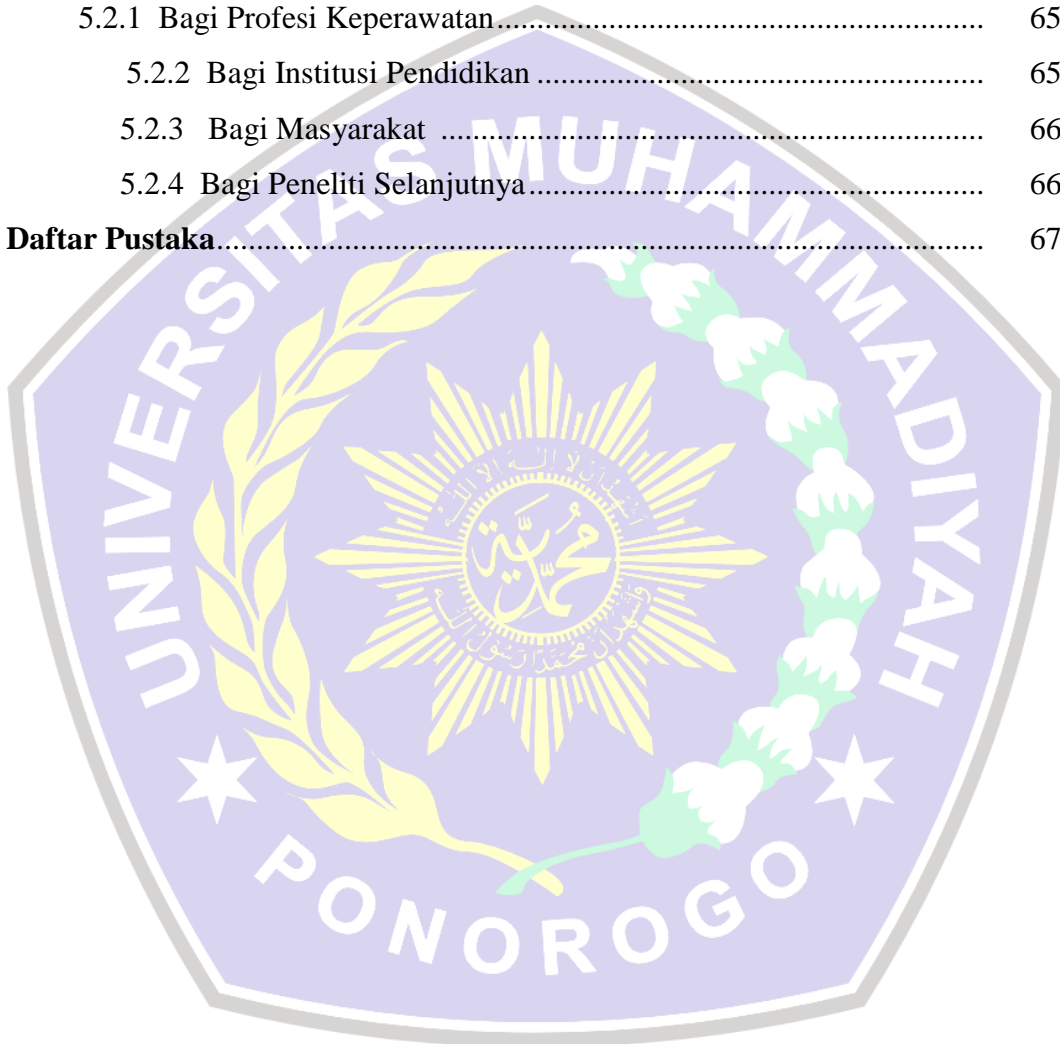 5.2.1 Bagi Profesi Keperawatan ........................................................................ 65
5.2.2 Bagi Institusi Pendidikan ........................................................................ 65
5.2.3 Bagi Masyarakat ........................................................................ 66
5.2.4 Bagi Peneliti Selanjutnya ........................................................................ 66
Daftar Pustaka ........................................................................ 67
UNIVERSITAS MUHAMMADIYAH
محمدية
PONOROGO